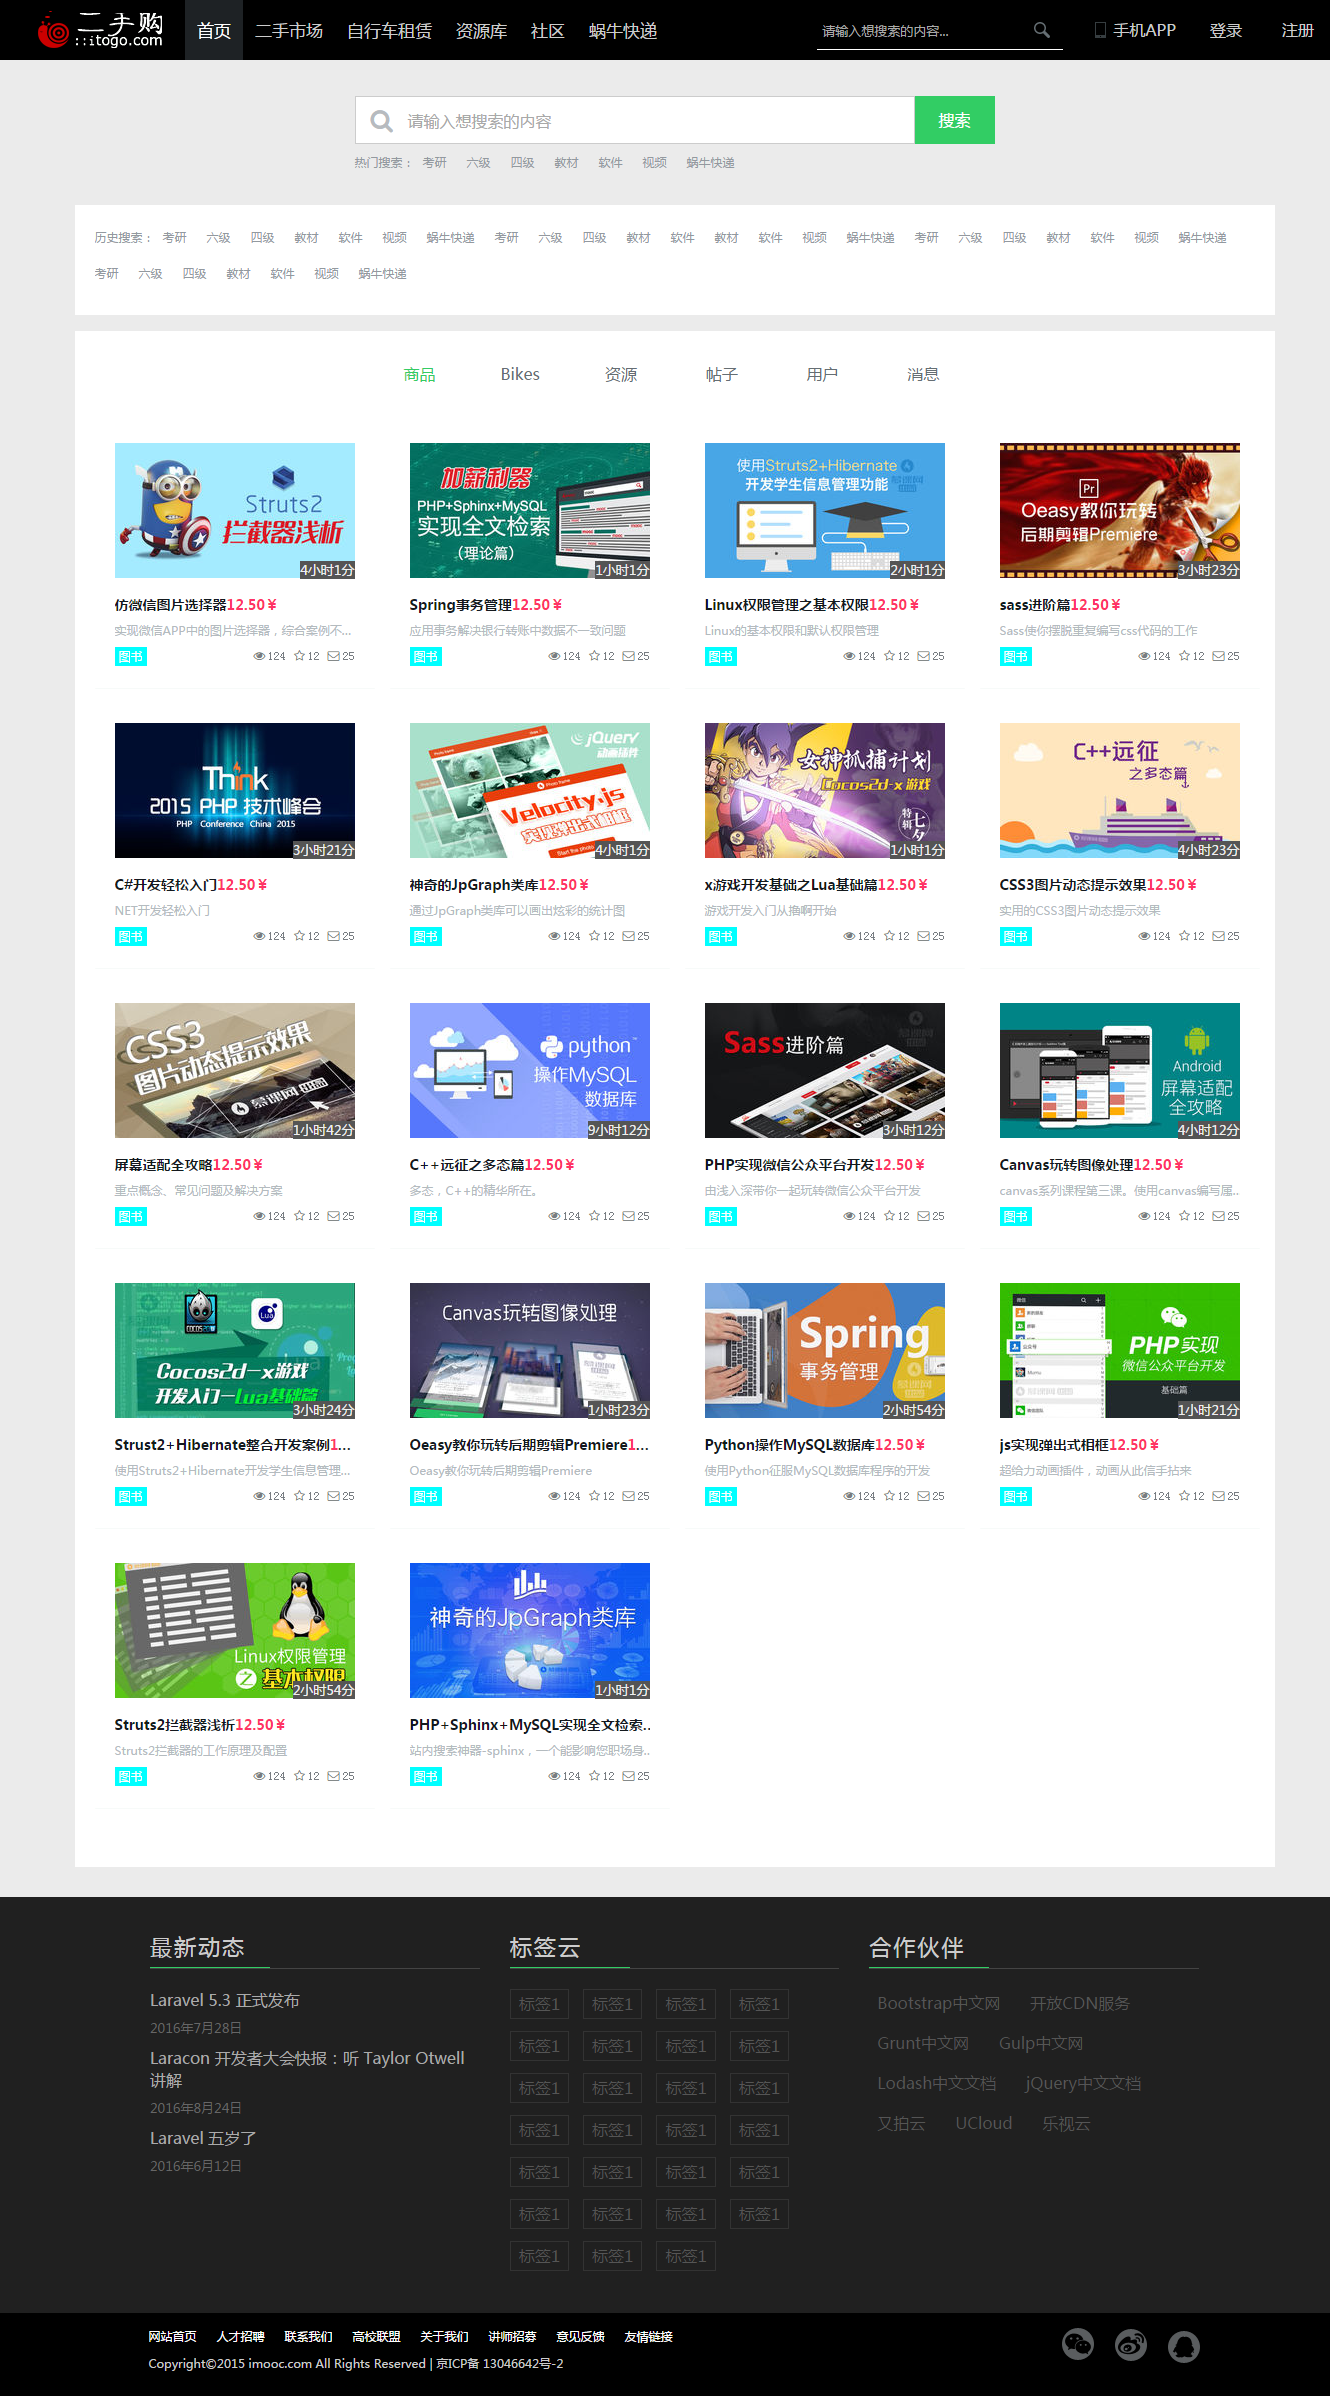 二手购
::itogo.com
首页 二手市场 自行车租赁 资源库 社区 蜗牛快递 请输入想搜索的内容... 手机APP 登录 注册
请输入想搜索的内容 搜索
热门搜索： 考研 六级 四级 教材 软件 视频 蜗牛快递
历史搜索： 考研 六级 四级 教材 软件 视频 蜗牛快递 考研 六级 四级 教材 软件 教材 软件 视频 蜗牛快递 考研 六级 四级 教材 软件 视频 蜗牛快递
考研 六级 四级 教材 软件 视频 蜗牛快递
商品 Bikes 资源 帖子 用户 消息
Struts2
拦截器浅析
4小时1分
加薪利器
PHP+Sphinx+MySQL
实现全文检索
（理论篇）
1小时1分
使用Struts2+Hibernate
开发学生信息管理功能
2小时1分
Pr
Oeasy教你玩转
后期剪辑Premiere
3小时23分
仿微信图片选择器12.50￥ Spring事务管理12.50￥ Linux权限管理之基本权限12.50￥ sass进阶篇12.50￥
实现微信APP中的图片选择器，综合案例不... 应用事务解决银行转账中数据不一致问题 Linux的基本权限和默认权限管理 Sass使你摆脱重复编写css代码的工作
图书 124 12 25 图书 124 12 25 图书 124 12 25 图书 124 12 25
Think
2015 PHP 技术峰会
PHP Conference China 2015
3小时21分
jQuery
动画插件
Velocity.js
实现弹出式相框
Start the photo
4小时1分
女神抓捕计划
Cocos2d-x 游戏
特辑 七夕
1小时1分
C++远征
之多态篇
4小时23分
C#开发轻松入门12.50￥ 神奇的JpGraph类库12.50￥ x游戏开发基础之Lua基础篇12.50￥ CSS3图片动态提示效果12.50￥
NET开发轻松入门 通过JpGraph类库可以画出炫彩的统计图 游戏开发入门从撸啊开始 实用的CSS3图片动态提示效果
图书 124 12 25 图书 124 12 25 图书 124 12 25 图书 124 12 25
CSS3
图片动态提示效果
慕课网
1小时42分
python
操作MySQL
数据库
9小时12分
Sass进阶篇
3小时12分
Android
屏幕适配
全攻略
4小时12分
屏幕适配全攻略12.50￥ C++远征之多态篇12.50￥ PHP实现微信公众平台开发12.50￥ Canvas玩转图像处理12.50￥
重点概念、常见问题及解决方案 多态，C++的精华所在。 由浅入深带你一起玩转微信公众平台开发 canvas系列课程第三课。使用canvas编写属..
图书 124 12 25 图书 124 12 25 图书 124 12 25 图书 124 12 25
COCOS2DX
Lua
Cocos2d-x游戏
开发入门—Lua基础篇
3小时24分
Canvas玩转图像处理
1小时23分
Spring
事务管理
2小时54分
微信
公众号
PHP实现
微信公众平台开发
基础篇
1小时21分
Strust2+Hibernate整合开发案例1... Oeasy教你玩转后期剪辑Premiere1... Python操作MySQL数据库12.50￥ js实现弹出式相框12.50￥
使用Struts2+Hibernate开发学生信息管理... Oeasy教你玩转后期剪辑Premiere 使用Python征服MySQL数据库程序的开发 超给力动画插件，动画从此信手拈来
图书 124 12 25 图书 124 12 25 图书 124 12 25 图书 124 12 25
Linux权限管理
之 基本权限
2小时54分
神奇的JpGraph类库
1小时1分
Struts2拦截器浅析12.50￥ PHP+Sphinx+MySQL实现全文检索..
Struts2拦截器的工作原理及配置 站内搜索神器-sphinx，一个能影响您职场身..
图书 124 12 25 图书 124 12 25
最新动态 标签云 合作伙伴
Laravel 5.3 正式发布
2016年7月28日
Laracon 开发者大会快报：听 Taylor Otwell
讲解
2016年8月24日
Laravel 五岁了
2016年6月12日
标签1 标签1 标签1 标签1
标签1 标签1 标签1 标签1
标签1 标签1 标签1 标签1
标签1 标签1 标签1 标签1
标签1 标签1 标签1 标签1
标签1 标签1 标签1 标签1
标签1 标签1 标签1
Bootstrap中文网 开放CDN服务
Grunt中文网 Gulp中文网
Lodash中文文档 jQuery中文文档
又拍云 UCloud 乐视云
网站首页 人才招聘 联系我们 高校联盟 关于我们 讲师招募 意见反馈 友情链接
Copyright©2015 imooc.com All Rights Reserved | 京ICP备 13046642号-2